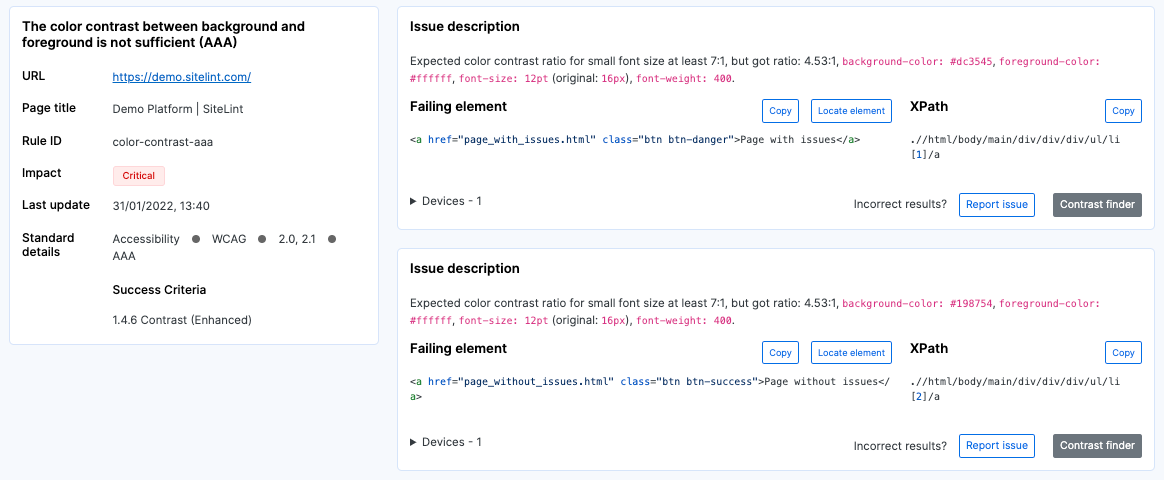 The color contrast between background and
foreground is not sufficient (AAA)
URL https://demo.sitelint.com/
Page title Demo Platform | SiteLint
Rule ID color-contrast-aaa
Impact Critical
Last update 31/01/2022, 13:40
Standard details Accessibility ● WCAG ● 2.0, 2.1 ●
AAA
Success Criteria
1.4.6 Contrast (Enhanced)
Issue description
Expected color contrast ratio for small font size at least 7:1, but got ratio: 4.53:1, background-color: #dc3545, foreground-color:
#ffffff, font-size: 12pt (original: 16px), font-weight: 400.
Failing element Copy Locate element XPath Copy
<a href="page_with_issues.html" class="btn btn-danger">Page with issues</a> .//html/body/main/div/div/div/ul/li
[1]/a
▶ Devices - 1 Incorrect results? Report issue Contrast finder
Issue description
Expected color contrast ratio for small font size at least 7:1, but got ratio: 4.53:1, background-color: #198754, foreground-color:
#ffffff, font-size: 12pt (original: 16px), font-weight: 400.
Failing element Copy Locate element XPath Copy
<a href="page_without_issues.html" class="btn btn-success">Page without issues</ .//html/body/main/div/div/div/ul/li
a> [2]/a
▶ Devices - 1 Incorrect results? Report issue Contrast finder